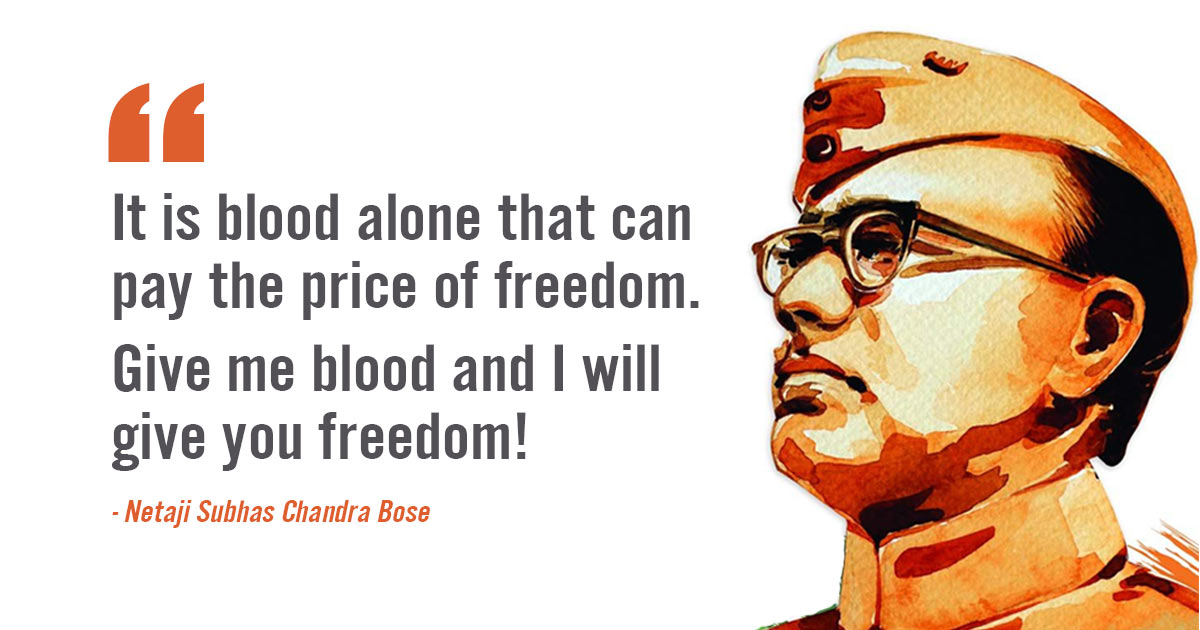 “
It is blood alone that can
pay the price of freedom.
Give me blood and I will
give you freedom!
- Netaji Subhas Chandra Bose